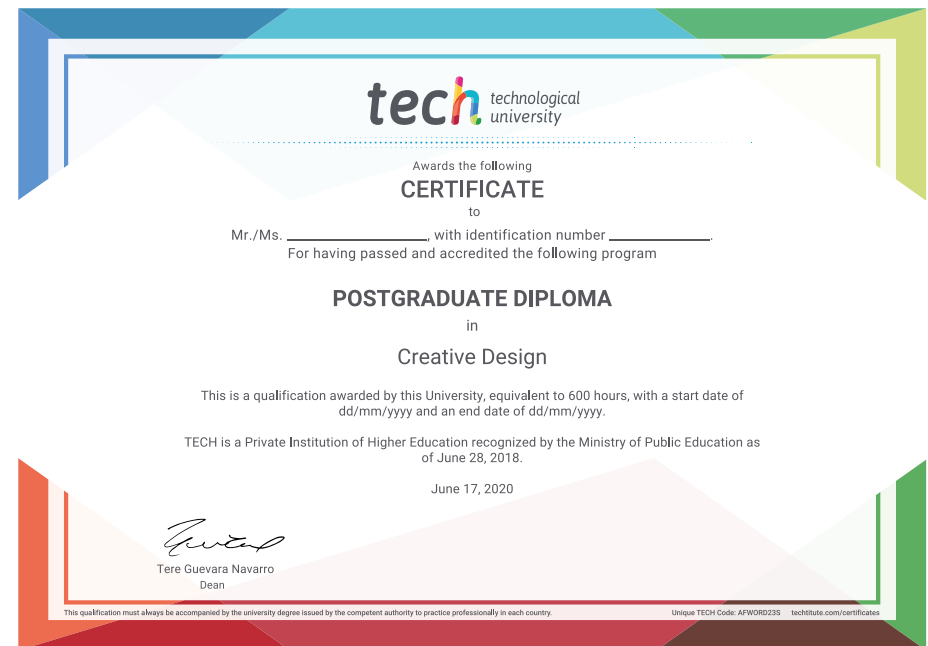 tech technological
university
Awards the following
CERTIFICATE
to
Mr./Ms. ____________________, with identification number ______________.
For having passed and accredited the following program
POSTGRADUATE DIPLOMA
in
Creative Design
This is a qualification awarded by this University, equivalent to 600 hours, with a start date of
dd/mm/yyyy and an end date of dd/mm/yyyy.
TECH is a Private Institution of Higher Education recognized by the Ministry of Public Education as
of June 28, 2018.
June 17, 2020
Tere Guevara Navarro
Dean
This qualification must always be accompanied by the university degree issued by the competent authority to practice professionally in each country.
Unique TECH Code: AFWORD23S techtitute.com/certificates